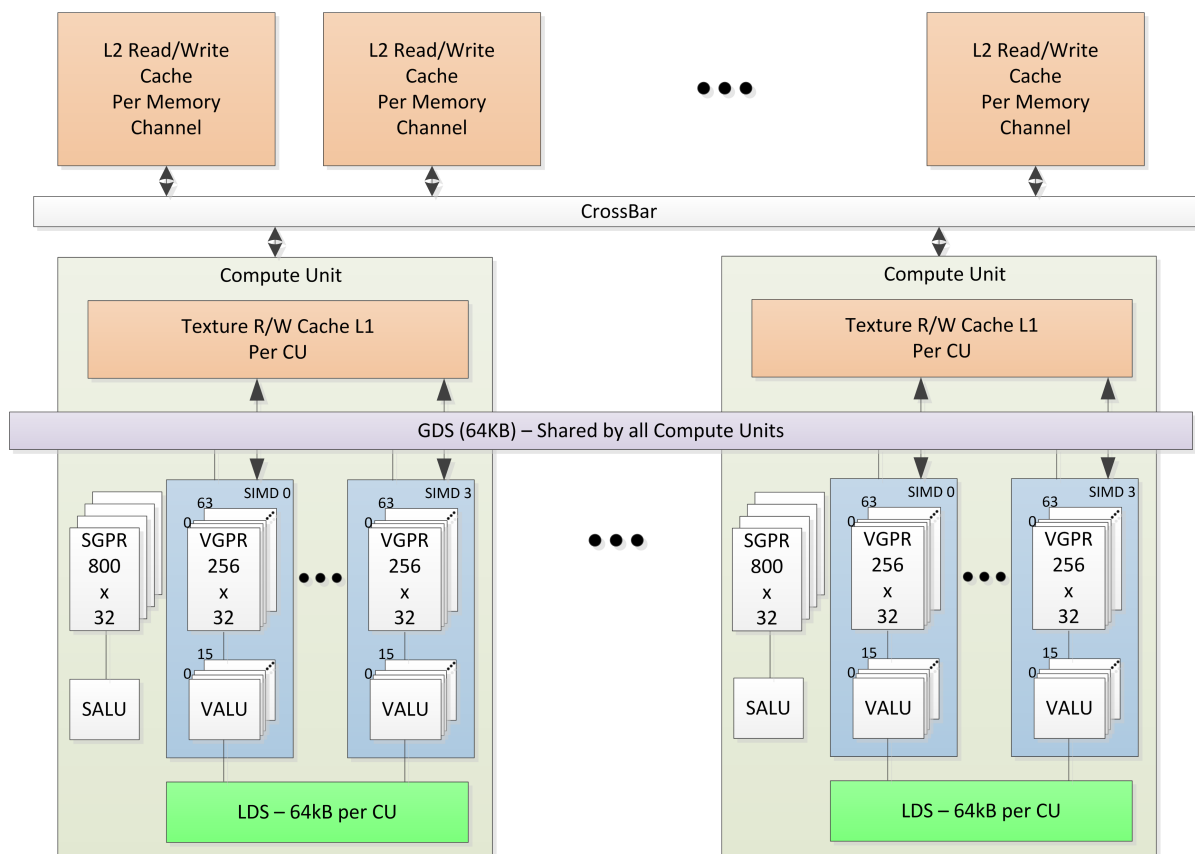 L2 Read/Write
Cache
Per Memory
Channel
L2 Read/Write
Cache
Per Memory
Channel
L2 Read/Write
Cache
Per Memory
Channel
CrossBar
Compute Unit
Texture R/W Cache L1
Per CU
Compute Unit
Texture R/W Cache L1
Per CU
GDS (64KB) – Shared by all Compute Units
SGPR
800
x
32
SALU
SIMD 0
63
0
VGPR
256
x
32
15
0
VALU
SIMD 3
63
0
VGPR
256
x
32
15
0
VALU
LDS – 64kB per CU
SGPR
800
x
32
SALU
SIMD 0
63
0
VGPR
256
x
32
15
0
VALU
SIMD 3
63
0
VGPR
256
x
32
15
0
VALU
LDS – 64kB per CU